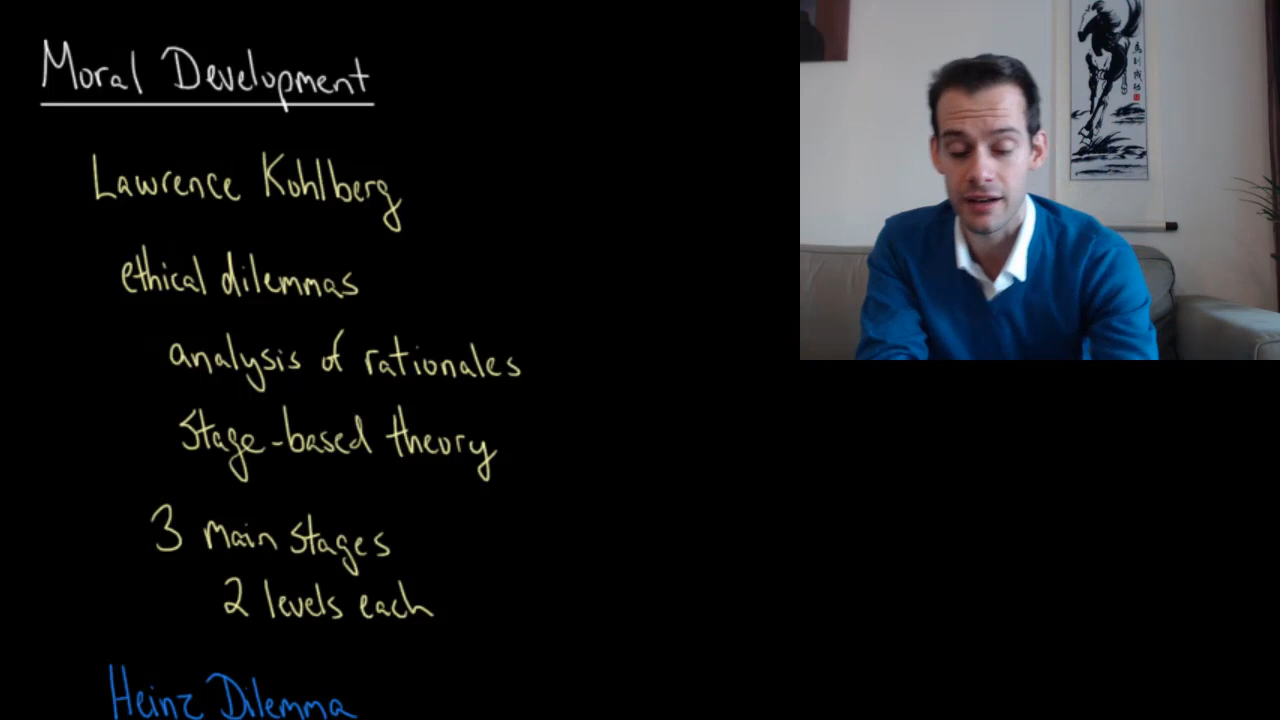 Moral Development
Lawrence Kohlberg
ethical dilemmas
analysis of rationales
Stage-based theory
3 main stages
2 levels each
Heinz Dilemma